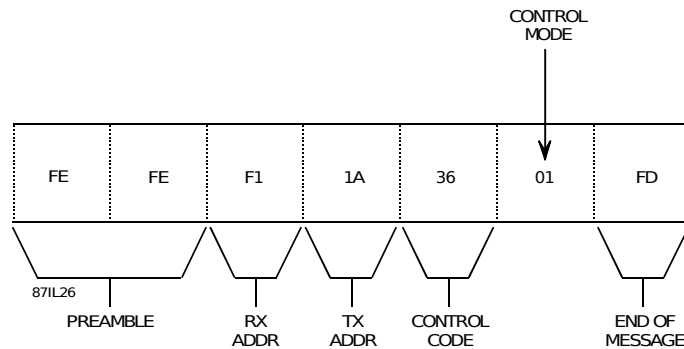 CONTROL
MODE
FE FE F1 1A 36 01 FD
87IL26
PREAMBLE
RX
ADDR
TX
ADDR
CONTROL
CODE
END OF
MESSAGE